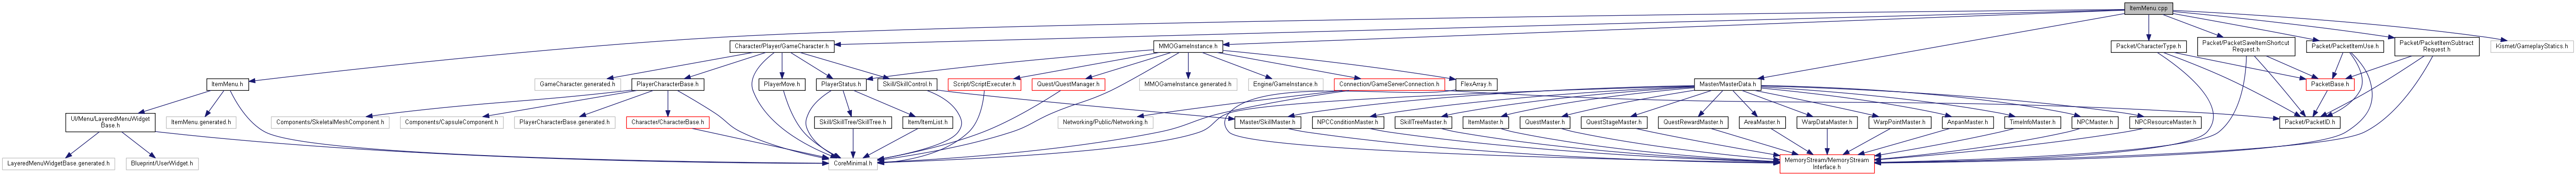 ItemMenu.cpp
Character/Player/GameCharacter.h
MMOGameInstance.h
Packet/CharacterType.h
Packet/PacketSaveItemShortcut
Request.h
Packet/PacketItemUse.h
Packet/PacketItemSubtract
Request.h
Kismet/GameplayStatics.h
ItemMenu.h
GameCharacter.generated.h
PlayerCharacterBase.h
PlayerMove.h
PlayerStatus.h
Skill/SkillControl.h
Script/ScriptExecuter.h
Quest/QuestManager.h
MMOGameInstance.generated.h
Engine/GameInstance.h
Connection/GameServerConnection.h
FlexArray.h
Master/MasterData.h
PacketBase.h
UI/Menu/LayeredMenuWidget
Base.h
ItemMenu.generated.h
Components/SkeletalMeshComponent.h
Components/CapsuleComponent.h
PlayerCharacterBase.generated.h
Character/CharacterBase.h
Skill/SkillTree/SkillTree.h
Item/ItemList.h
Networking/Public/Networking.h
Master/SkillMaster.h
NPCConditionMaster.h
SkillTreeMaster.h
ItemMaster.h
QuestMaster.h
QuestStageMaster.h
QuestRewardMaster.h
AreaMaster.h
WarpDataMaster.h
WarpPointMaster.h
AnpanMaster.h
TimeInfoMaster.h
NPCMaster.h
NPCResourceMaster.h
Packet/PacketID.h
LayeredMenuWidgetBase.generated.h
Blueprint/UserWidget.h
CoreMinimal.h
MemoryStream/MemoryStream
Interface.h